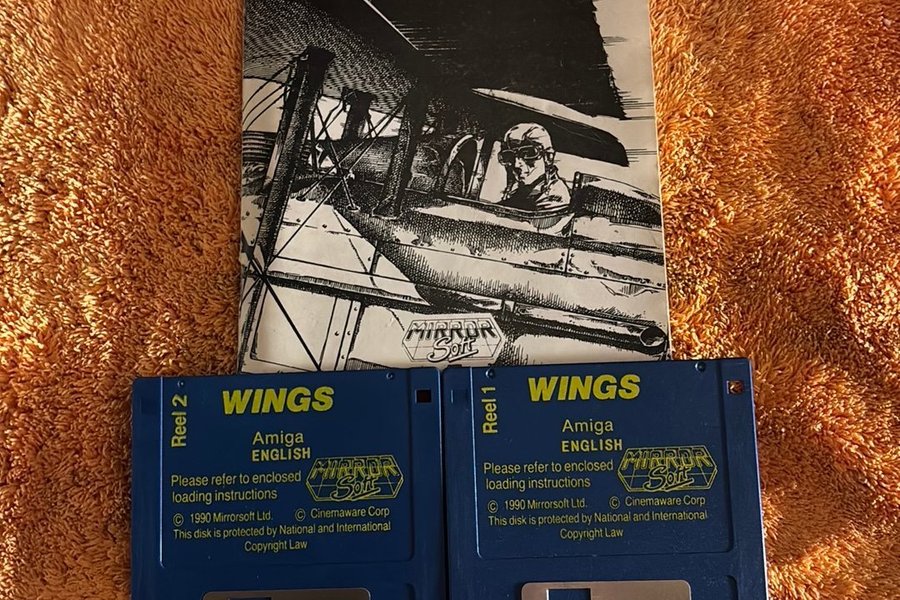 MIRROR
Soft
Reel 2
WINGS
Amiga
ENGLISH
Please refer to enclosed
loading instructions
MIRROR
Soft
© 1990 Mirrorsoft Ltd. © Cinemaware Corp
This disk is protected by National and International
Copyright Law
Reel 1
WINGS
Amiga
ENGLISH
Please refer to enclosed
loading instructions
MIRROR
Soft
© 1990 Mirrorsoft Ltd. © Cinemaware Corp
This disk is protected by National and International
Copyright Law